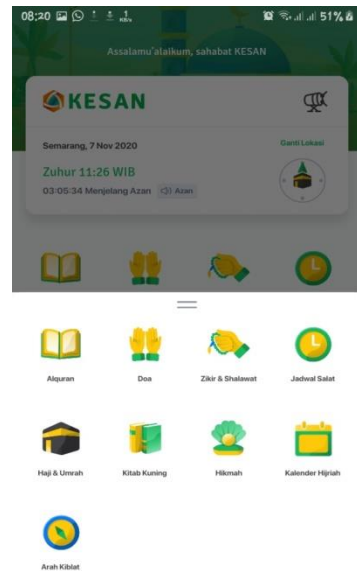 08:20 KB/s 51%
Assalamu'alaikum, sahabat KESAN
KESAN
Semarang, 7 Nov 2020
Ganti Lokasi
Zuhur 11:26 WIB
03:05:34 Menjelang Azan Azan
Alquran Doa Zikir & Shalawat Jadwal Salat
Haji & Umrah Kitab Kuning Hikmah Kalender Hijriah
Arah Kiblat